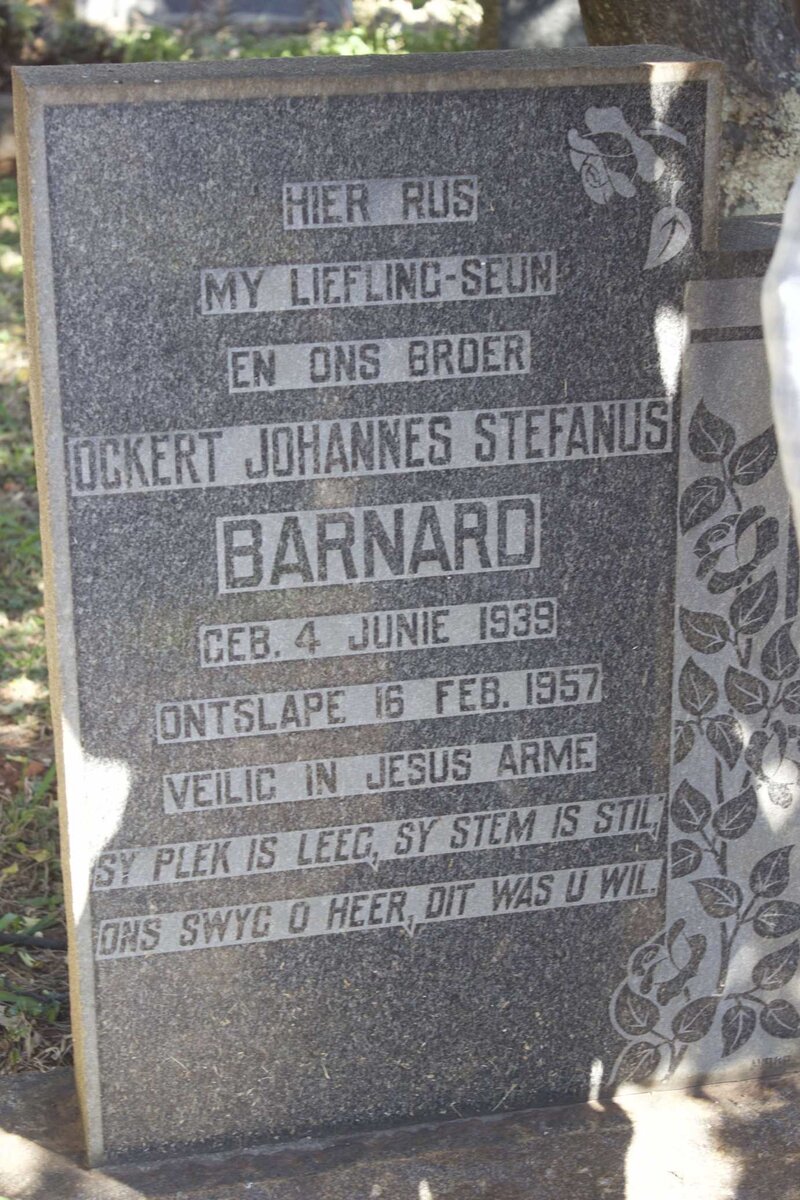 HIER RUS
MY LIEFLING-SEUN
EN ONS BROER
OCKERT JOHANNES STEFANUS
BARNARD
GEB. 4 JUNIE 1939
ONTSLAPE 16 FEB. 1957
VEILIG IN JESUS ARME
SY PLEK IS LEEG, SY STEM IS STIL,
ONS SWYG O HEER, DIT WAS U WIL.